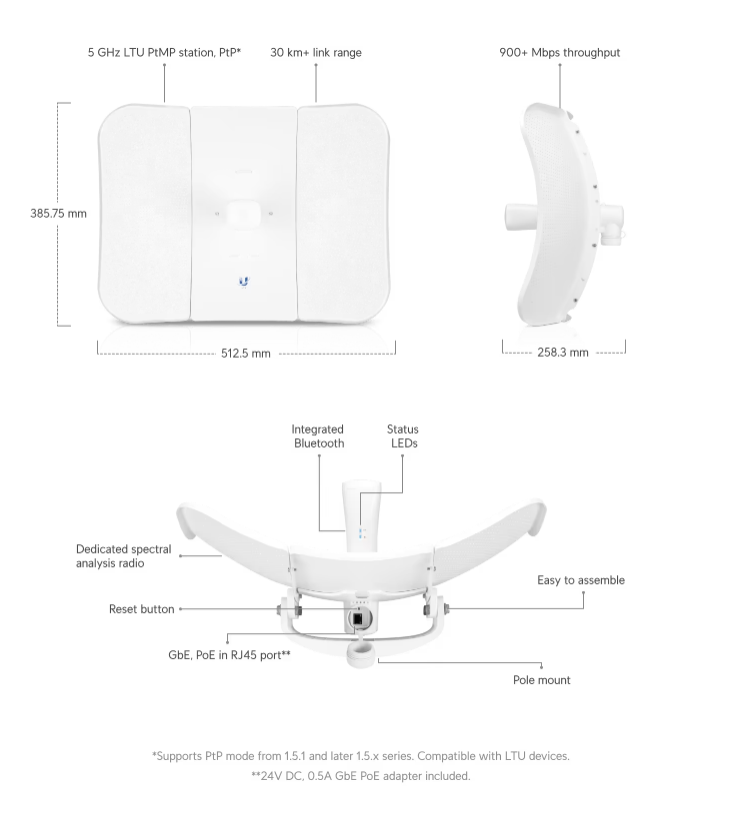 5 GHz LTU PtMP station, PtP*
30 km+ link range
900+ Mbps throughput
385.75 mm
512.5 mm
258.3 mm
Integrated
Bluetooth
Status
LEDs
Dedicated spectral
analysis radio
Easy to assemble
Reset button
GbE, PoE in RJ45 port**
Pole mount
*Supports PtP mode from 1.5.1 and later 1.5.x series. Compatible with LTU devices.
**24V DC, 0.5A GbE PoE adapter included.